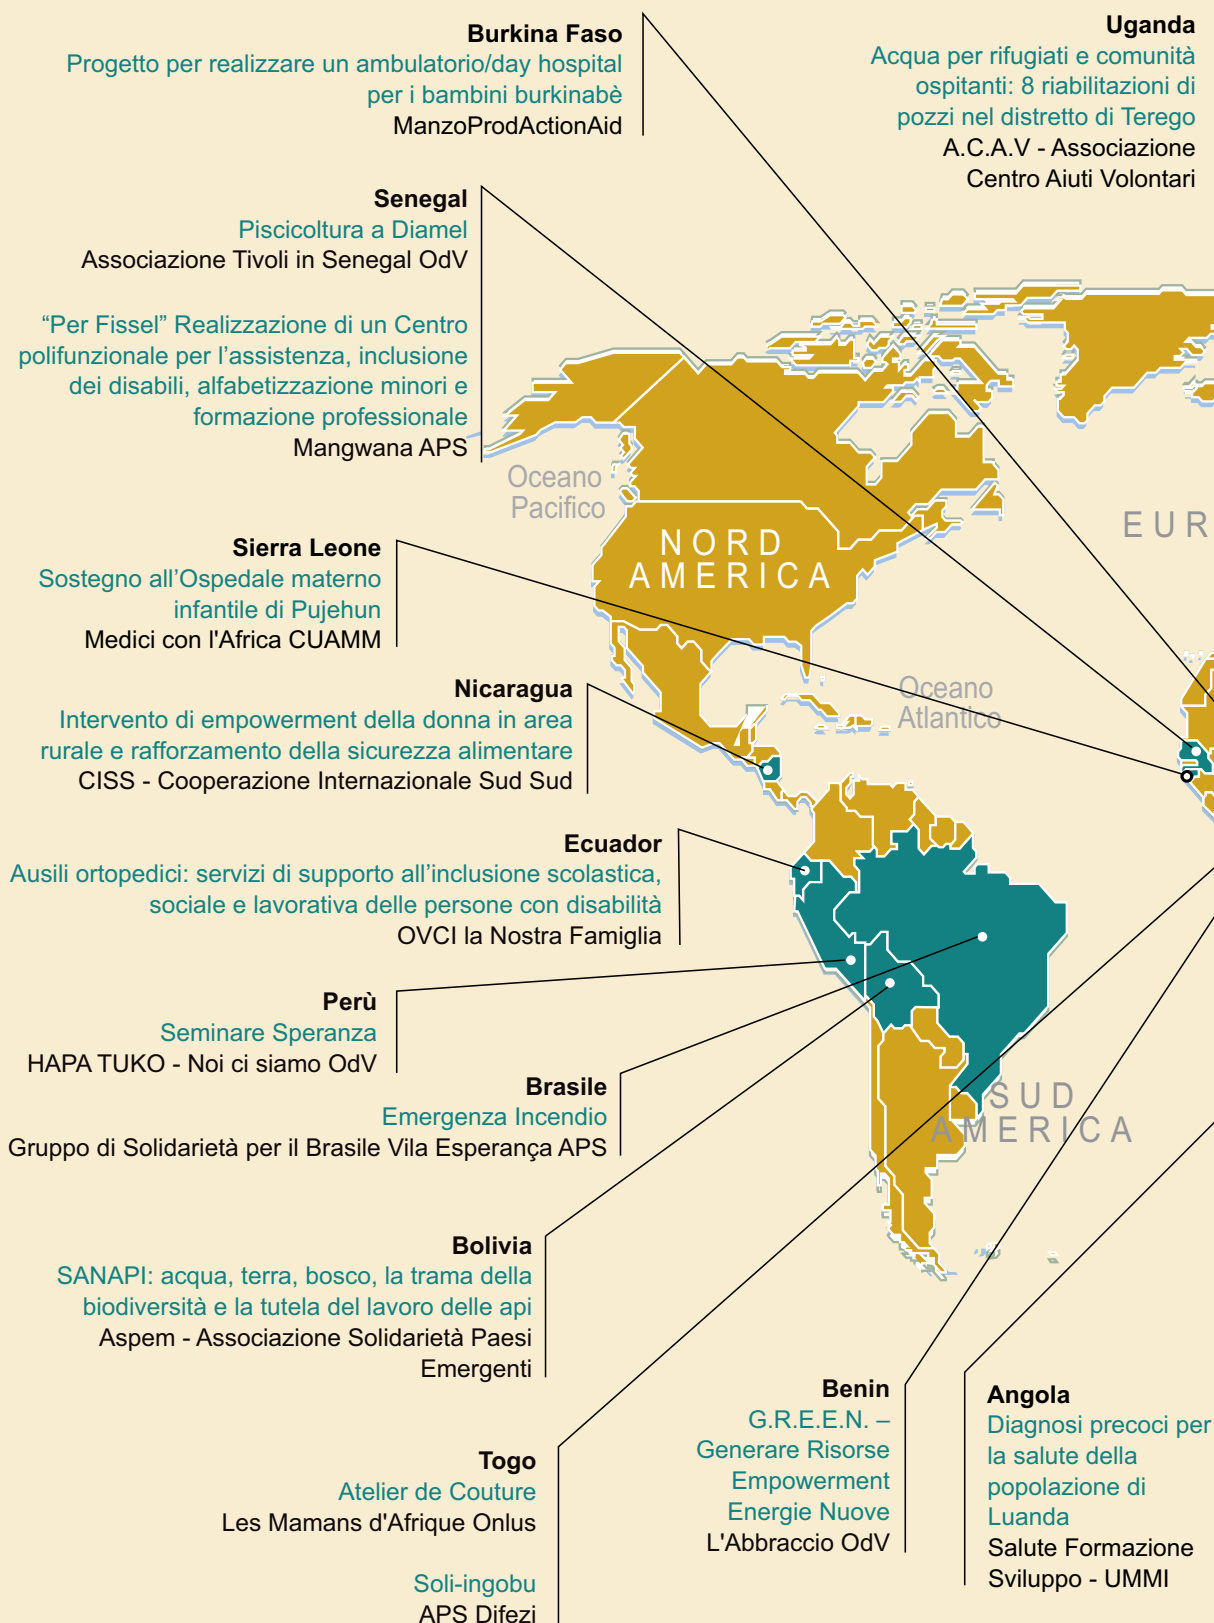 Burkina Faso
Progetto per realizzare un ambulatorio/day hospital
per i bambini burkinabè
ManzoProdActionAid
Uganda
Acqua per rifugiati e comunità
ospitanti: 8 riabilitazioni di
pozzi nel distretto di Terego
A.C.A.V - Associazione
Centro Aiuti Volontari
Senegal
Piscicoltura a Diamel
Associazione Tivoli in Senegal OdV
“Per Fissel” Realizzazione di un Centro
polifunzionale per l’assistenza, inclusione
dei disabili, alfabetizzazione minori e
formazione professionale
Mangwana APS
Oceano
Pacifico
EUR
NORD
AMERICA
Sierra Leone
Sostegno all’Ospedale materno
infantile di Pujehun
Medici con l'Africa CUAMM
Nicaragua
Intervento di empowerment della donna in area
rurale e rafforzamento della sicurezza alimentare
CISS - Cooperazione Internazionale Sud Sud
Oceano
Atlantico
Ecuador
Ausili ortopedici: servizi di supporto all’inclusione scolastica,
sociale e lavorativa delle persone con disabilità
OVCI la Nostra Famiglia
Perù
Seminare Speranza
HAPA TUKO - Noi ci siamo OdV
Brasile
Emergenza Incendio
Gruppo di Solidarietà per il Brasile Vila Esperança APS
SUD
AMERICA
Bolivia
SANAPI: acqua, terra, bosco, la trama della
biodiversità e la tutela del lavoro delle api
Aspem - Associazione Solidarietà Paesi
Emergenti
Benin
G.R.E.E.N. –
Generare Risorse
Empowerment
Energie Nuove
L'Abbraccio OdV
Angola
Diagnosi precoci per
la salute della
popolazione di
Luanda
Salute Formazione
Sviluppo - UMMI
Togo
Atelier de Couture
Les Mamans d'Afrique Onlus
Soli-ingobu
APS Difezi